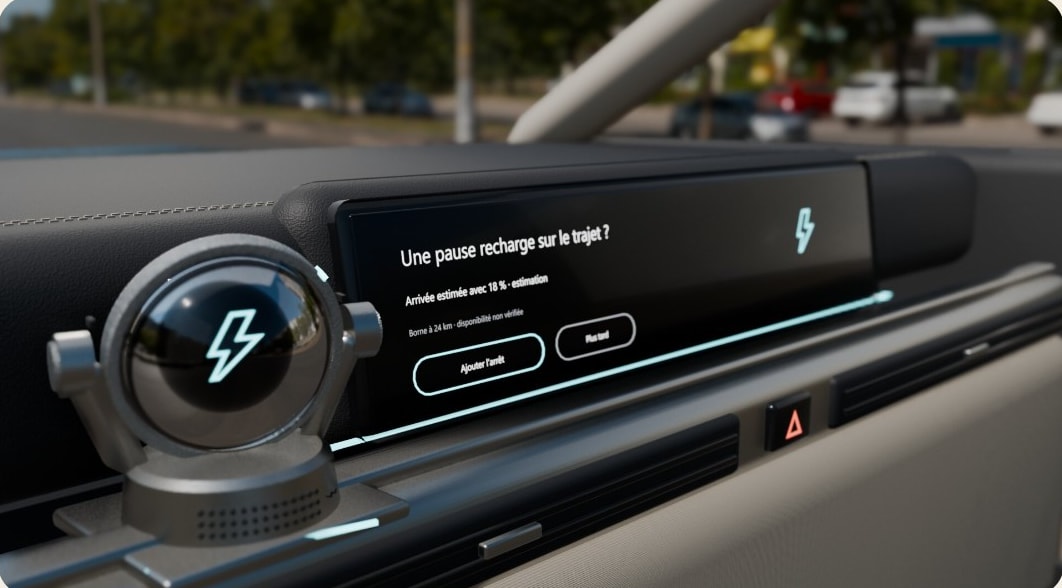 Une pause recharge sur le trajet ?
Arrivée estimée avec 18 % · estimation
Borne à 24 km · disponibilité non vérifiée
Ajouter l'arrêt
Plus tard